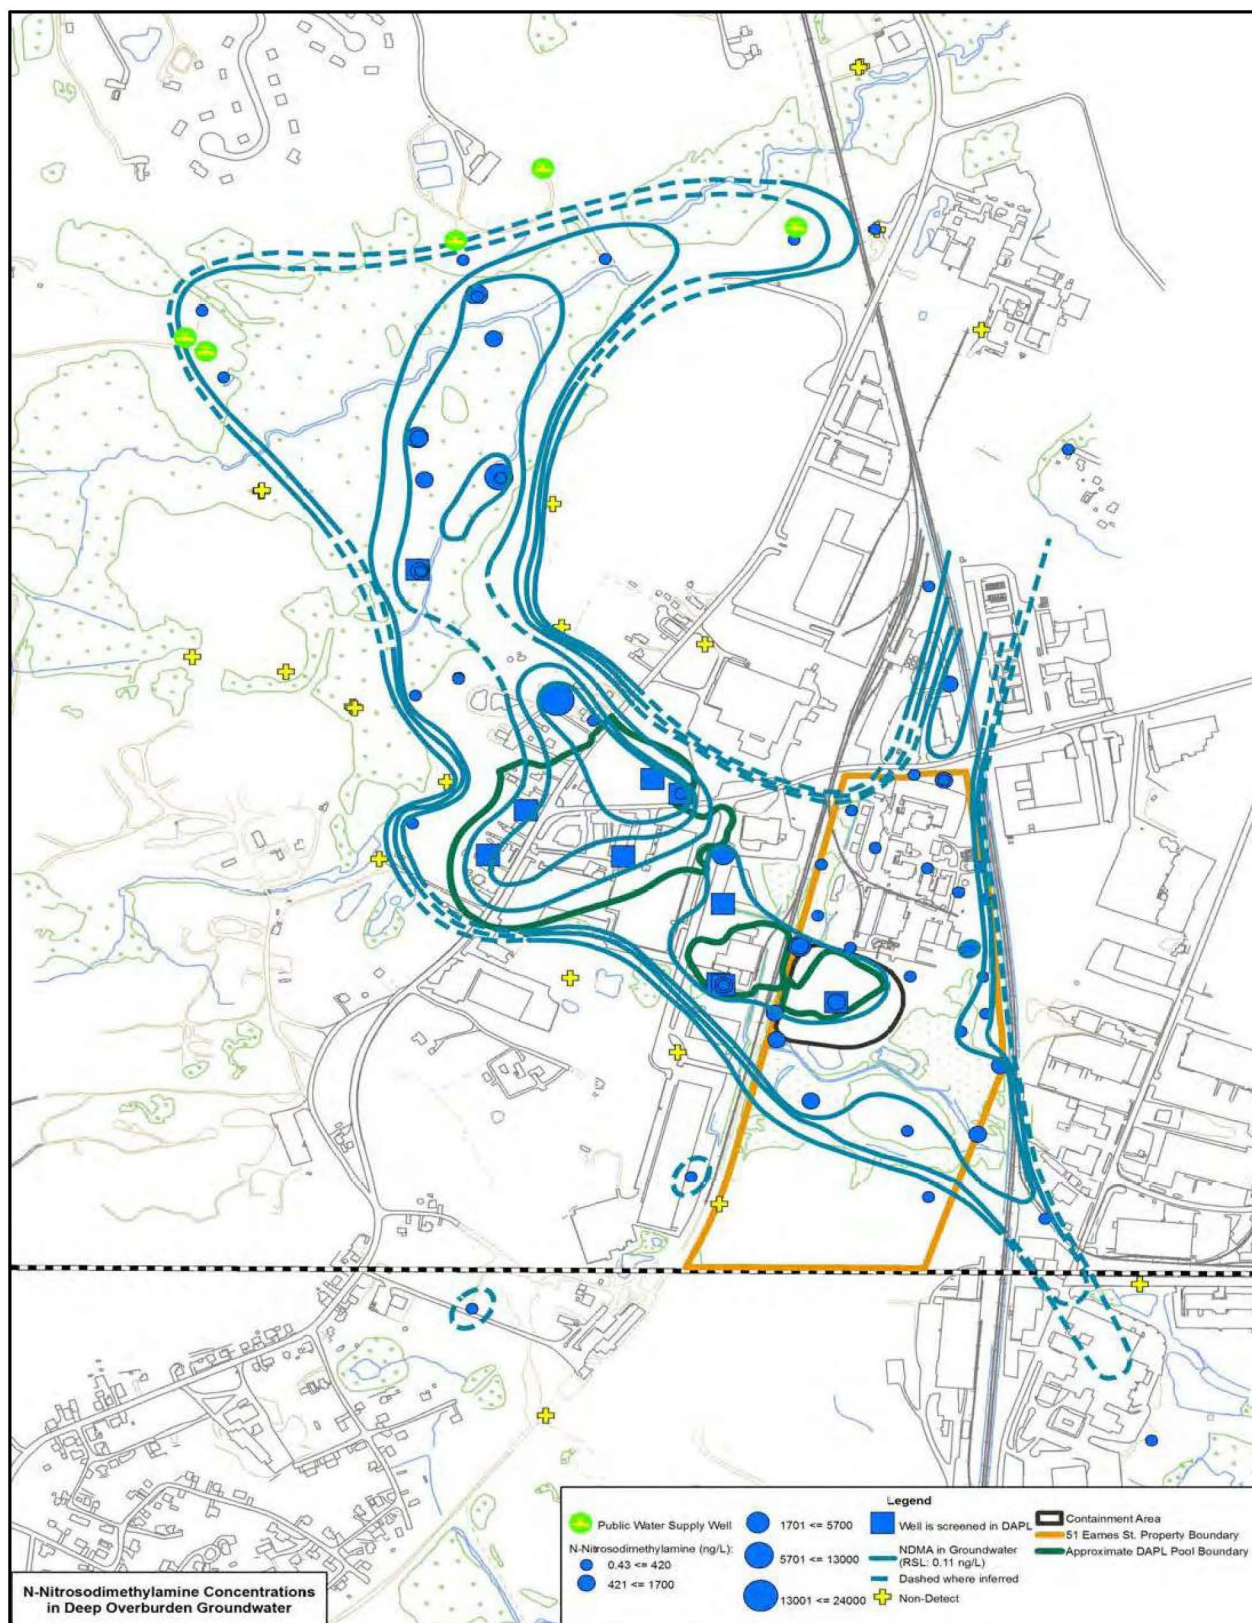 N-Nitrosodimethylamine Concentrations
in Deep Overburden Groundwater
Legend
Public Water Supply Well
N-Nitrosodimethylamine (ng/L):
0.43 <= 420
421 <= 1700
1701 <= 5700
5701 <= 13000
13001 <= 24000
Well is screened in DAPL
NDMA in Groundwater
(RSL: 0.11 ng/L)
Dashed where inferred
Non-Detect
Containment Area
51 Eames St. Property Boundary
Approximate DAPL Pool Boundary